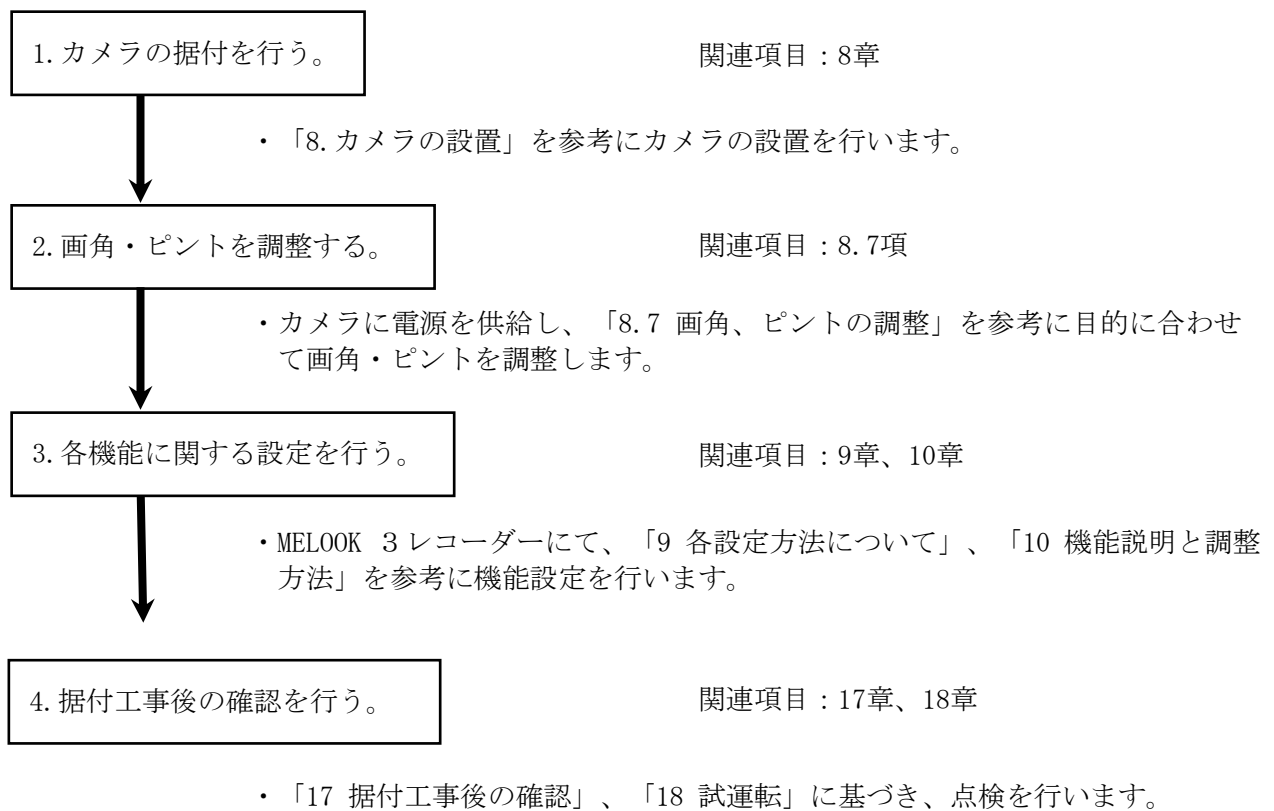 1.カメラの据付を行う。 関連項目：8章
・「8.カメラの設置」を参考にカメラの設置を行います。
2.画角・ピントを調整する。 関連項目：8.7項
・カメラに電源を供給し、「8.7 画角、ピントの調整」を参考に目的に合わせ
て画角・ピントを調整します。
3.各機能に関する設定を行う。 関連項目：9章、10章
・MELOOK ３レコーダーにて、「9 各設定方法について」、「10 機能説明と調整
方法」を参考に機能設定を行います。
4.据付工事後の確認を行う。 関連項目：17章、18章
・「17 据付工事後の確認」、「18 試運転」に基づき、点検を行います。